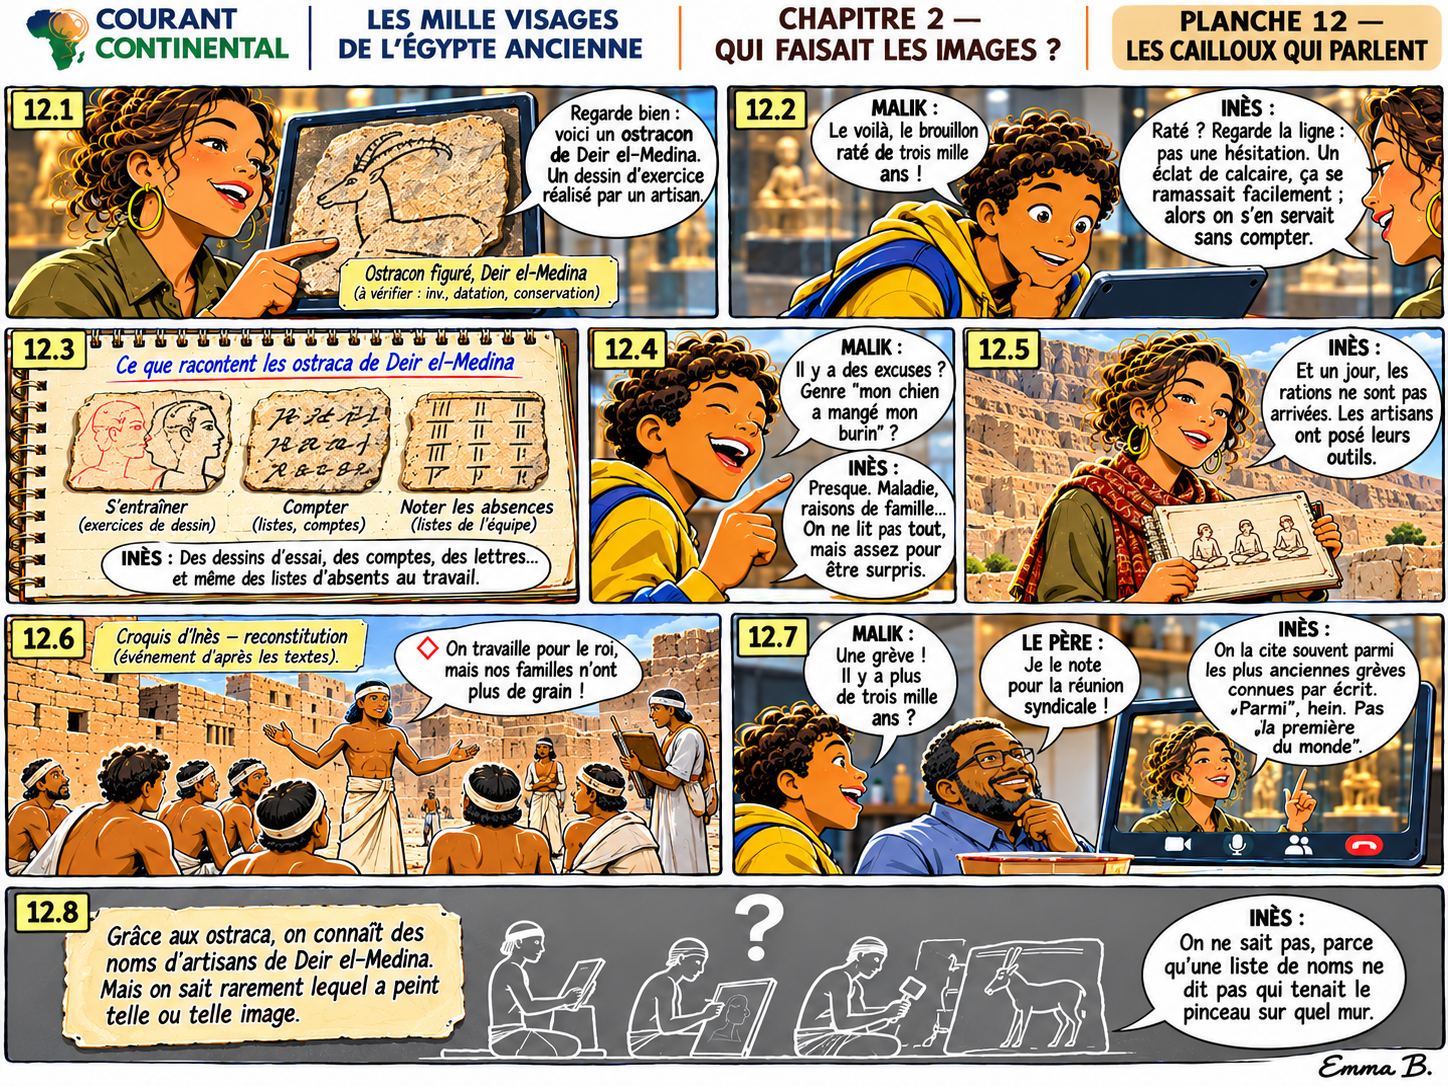 COURANT
CONTINENTAL
LES MILLE VISAGES
DE L'ÉGYPTE ANCIENNE
CHAPITRE 2 —
QUI FAISAIT LES IMAGES ?
PLANCHE 12 —
LES CAILLOUX QUI PARLENT
12.1
Regarde bien :
voici un ostracon
de Deir el-Medina.
Un dessin d'exercice
réalisé par un artisan.
Ostracon figuré, Deir el-Medina
(à vérifier : inv., datation, conservation)
12.2
MALIK :
Le voilà, le brouillon
raté de trois mille
ans !
INÈS :
Raté ? Regarde la ligne :
pas une hésitation. Un
éclat de calcaire, ça se
ramassait facilement ;
alors on s'en servait
sans compter.
12.3
Ce que racontent les ostraca de Deir el-Medina
S'entraîner
(exercices de dessin)
Compter
(listes, comptes)
Noter les absences
(listes de l'équipe)
INÈS : Des dessins d'essai, des comptes, des lettres...
et même des listes d'absents au travail.
12.4
MALIK :
Il y a des excuses ?
Genre "mon chien
a mangé mon
burin" ?
INÈS :
Presque. Maladie,
raisons de famille...
On ne lit pas tout,
mais assez pour
être surpris.
12.5
INÈS :
Et un jour, les
rations ne sont pas
arrivées. Les artisans
ont posé leurs
outils.
12.6
Croquis d'Inès — reconstitution
(événement d'après les textes).
On travaille pour le roi,
mais nos familles n'ont
plus de grain !
12.7
MALIK :
Une grève !
Il y a plus
de trois mille
ans ?
LE PÈRE :
Je le note
pour la réunion
syndicale !
INÈS :
On la cite souvent parmi
les plus anciennes grèves
connues par écrit.
„Parmi", hein. Pas
„la première
du monde".
12.8
Grâce aux ostraca, on connaît des
noms d'artisans de Deir el-Medina.
Mais on sait rarement lequel a peint
telle ou telle image.
?
INÈS :
On ne sait pas, parce
qu'une liste de noms ne
dit pas qui tenait le
pinceau sur quel mur.
Emma B.